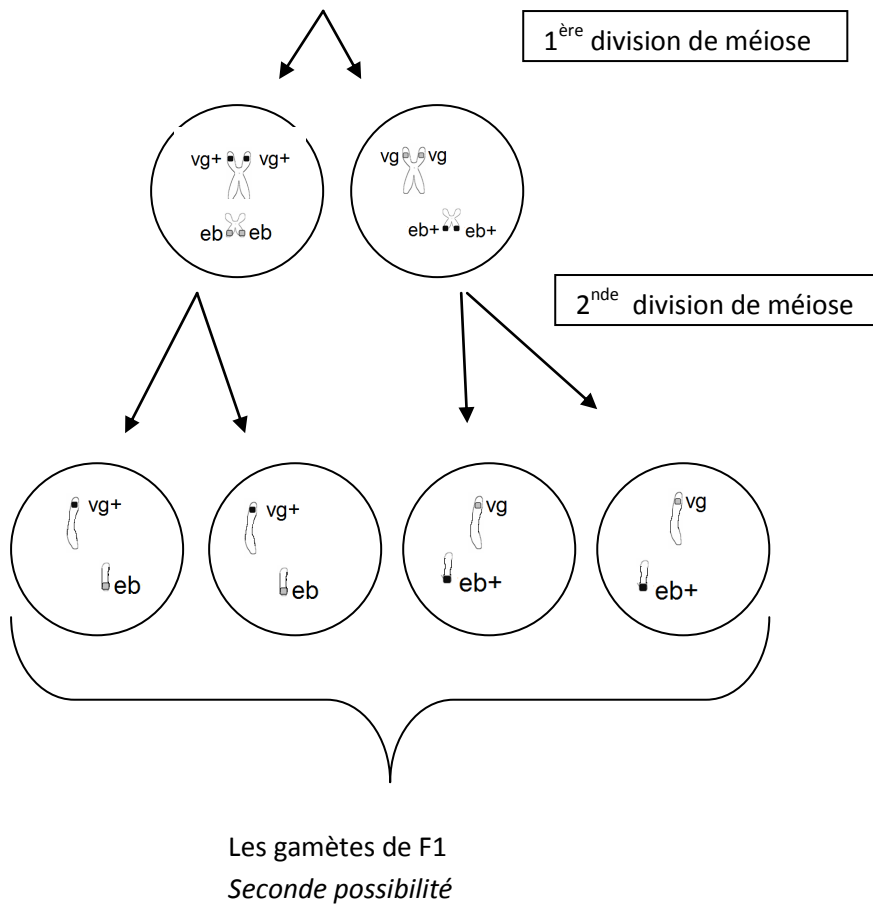 1ère division de méiose
vg+ vg+ vg vg
eb eb eb+ eb+
2nde division de méiose
vg+ vg+ vg vg
eb eb eb+ eb+
Les gamètes de F1
Seconde possibilité